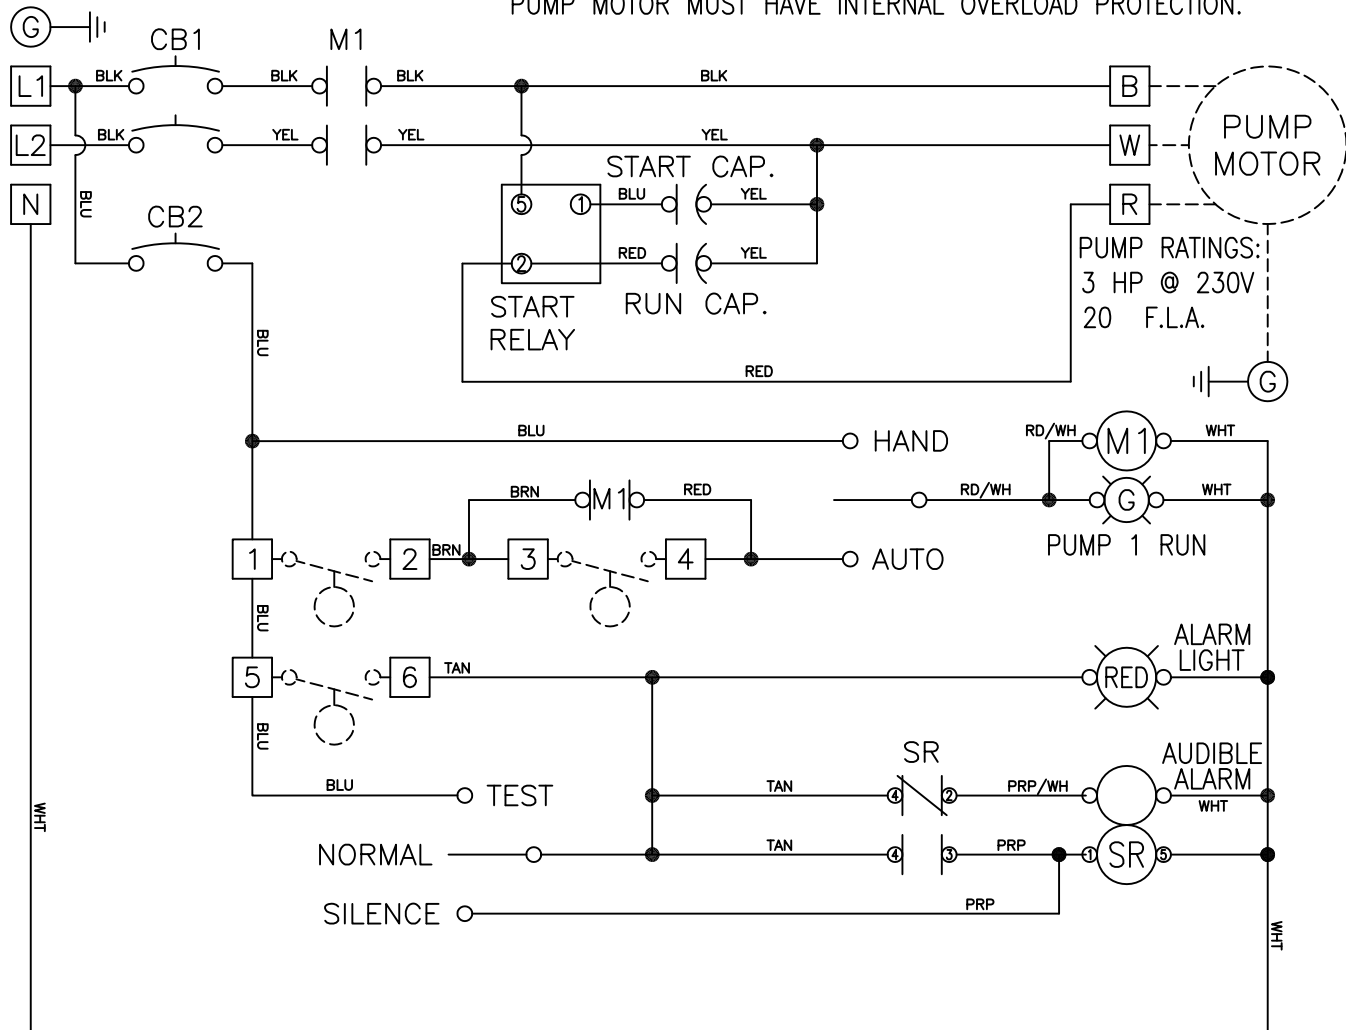 PUMP MOTOR MUST HAVE INTERNAL OVERLOAD PROTECTION.
G
CB1
M1
L1
BLK
BLK
BLK
BLK
B
L2
BLK
YEL
YEL
YEL
W
PUMP
MOTOR
N
BLU
CB2
START CAP.
5
1
BLU
YEL
R
2
RED
YEL
START
RELAY
RUN CAP.
PUMP RATINGS:
3 HP @ 230V
20 F.L.A.
BLU
RED
G
BLU
HAND
RD/WH
M1
WHT
BRN
M1
RED
RD/WH
G
WHT
PUMP 1 RUN
1
2
BRN
3
4
AUTO
BLU
5
6
TAN
RED
ALARM
LIGHT
BLU
BLU
TEST
SR
TAN
4
2
PRP/WH
AUDIBLE
ALARM
WHT
WHT
NORMAL
TAN
4
3
PRP
1
SR
5
SILENCE
PRP
WHT